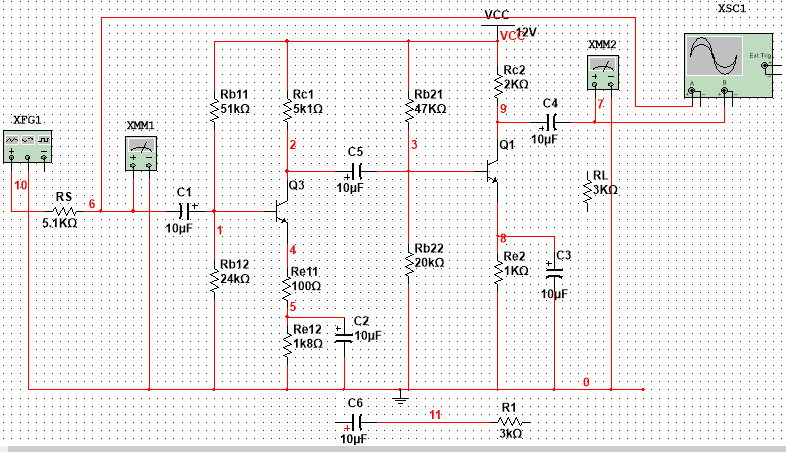 XSC1
VCC
VCC
12V
XMM2
Ext Trig
A
B
Rb11
51kΩ
Rc1
5k1Ω
Rb21
47KΩ
Rc2
2KΩ
9
C4
7
10µF
XFG1
XMM1
2
C5
3
Q1
10
RS
6
C1
10µF
Q3
RL
3KΩ
5.1KΩ
10µF
1
4
8
C3
Rb12
24kΩ
Re11
100Ω
Rb22
20kΩ
Re2
1KΩ
10µF
5
C2
Re12
1k8Ω
10µF
0
C6
11
R1
10µF
3kΩ